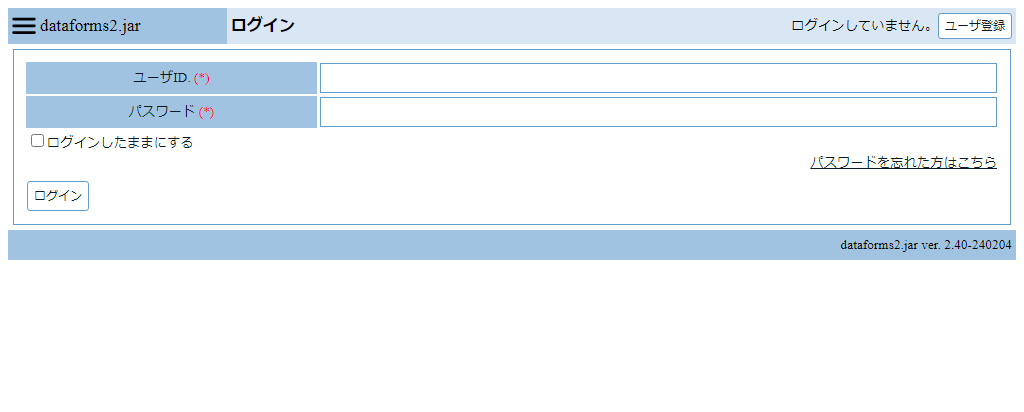 dataforms2.jar ログイン ログインしていません。 ユーザ登録
ユーザID. (*)
パスワード (*)
ログインしたままにする
パスワードを忘れた方はこちら
ログイン
dataforms2.jar ver. 2.40-240204